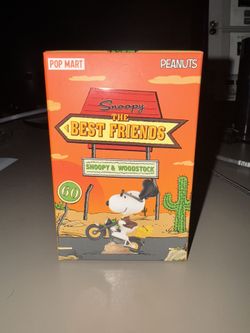 POP MART
PEANUTS
Snoopy
THE
BEST FRIENDS
SNOOPY & WOODSTOCK
60